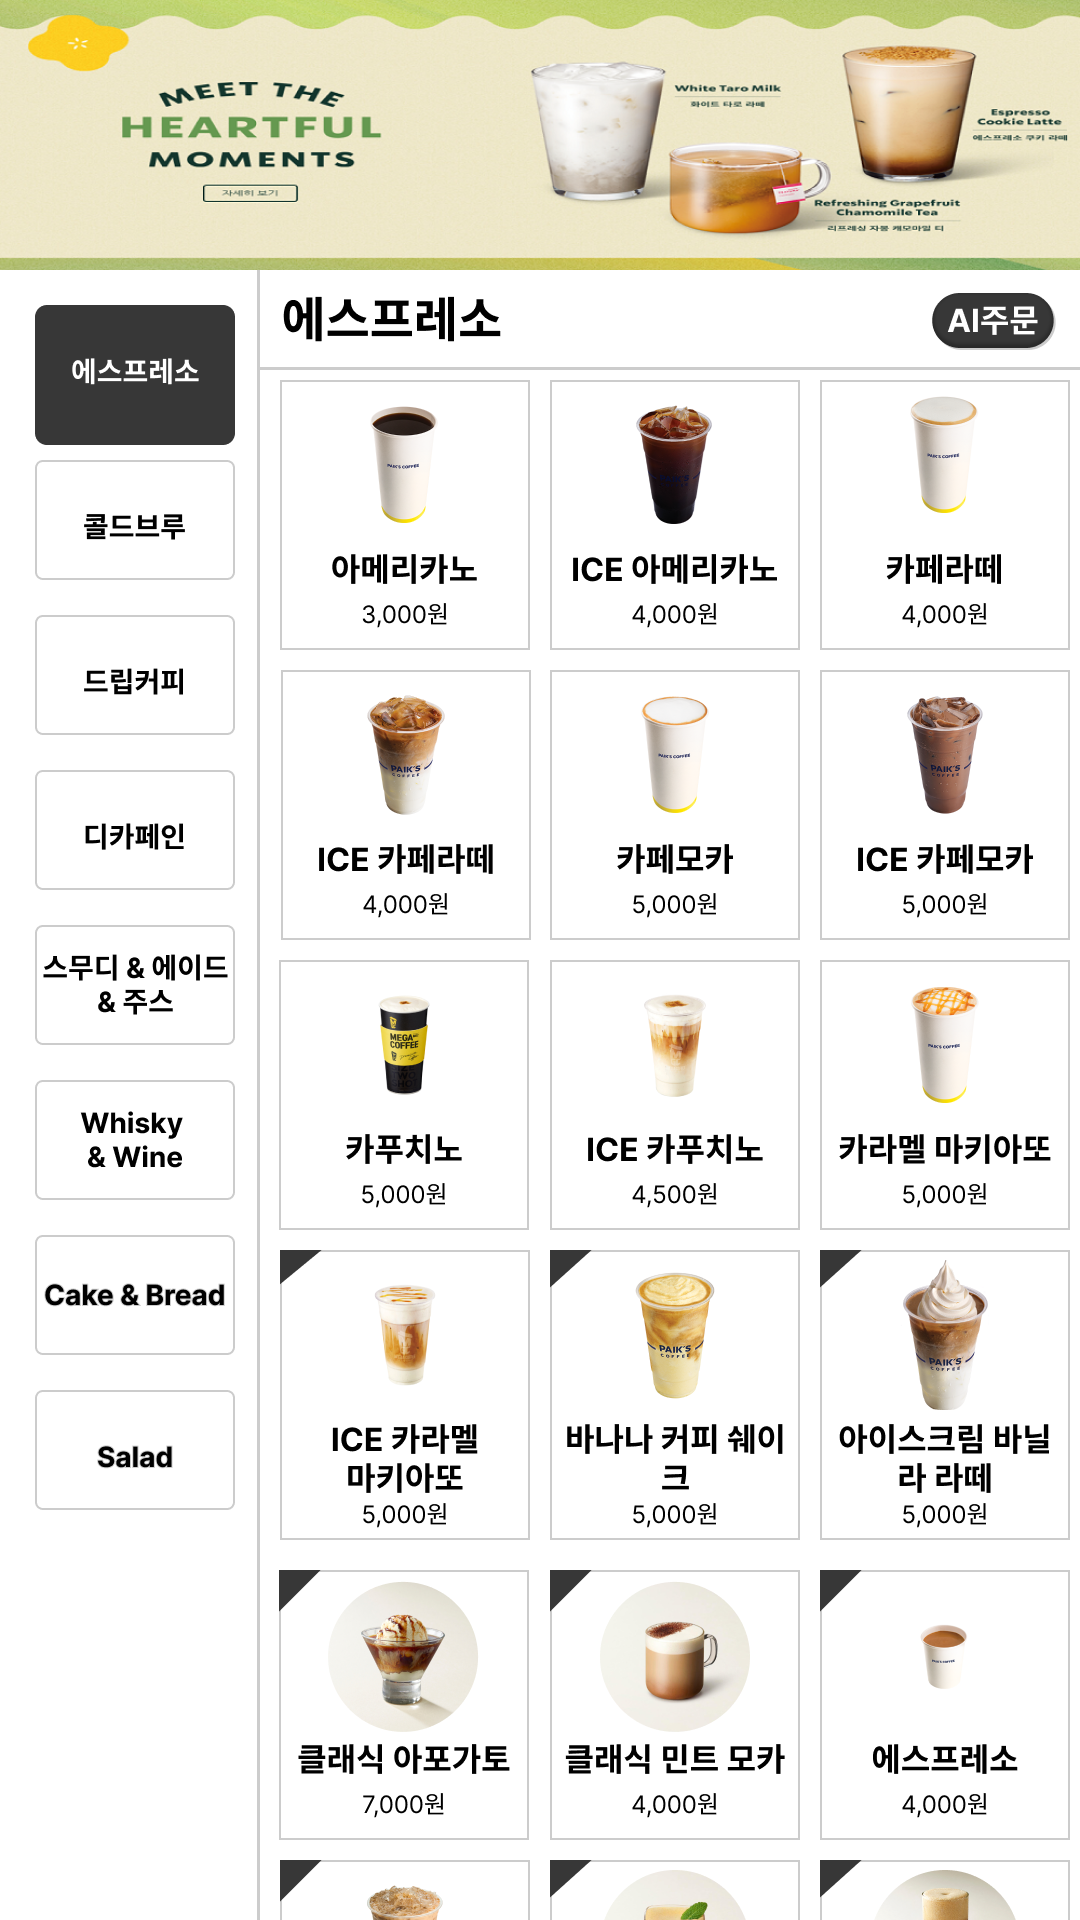 MEET THE
HEARTFUL
MOMENTS
자세히 보기
White Taro Milk
화이트 타로 라떼
Espresso
Cookie Latte
에스프레소 쿠키 라떼
Refreshing Grapefruit
Chamomile Tea
리프레싱 자몽 캐모마일 티
에스프레소
콜드브루
드립커피
디카페인
스무디 & 에이드
& 주스
Whisky
& Wine
Cake & Bread
Salad
에스프레소
AI주문
PAIK'S COFFEE
아메리카노
3,000원
ICE 아메리카노
4,000원
PAIK'S COFFEE
카페라떼
4,000원
PAIK'S
COFFEE
ICE 카페라떼
4,000원
PAIK'S COFFEE
카페모카
5,000원
PAIK'S
COFFEE
ICE 카페모카
5,000원
MEGA
COFFEE
카푸치노
5,000원
ICE 카푸치노
4,500원
PAIK'S COFFEE
카라멜 마키아또
5,000원
ICE 카라멜
마키아또
5,000원
PAIK'S
COFFEE
바나나 커피 쉐이
크
5,000원
PAIK'S
COFFEE
아이스크림 바닐
라 라떼
5,000원
클래식 아포가토
7,000원
클래식 민트 모카
4,000원
PAIK'S COFFEE
에스프레소
4,000원